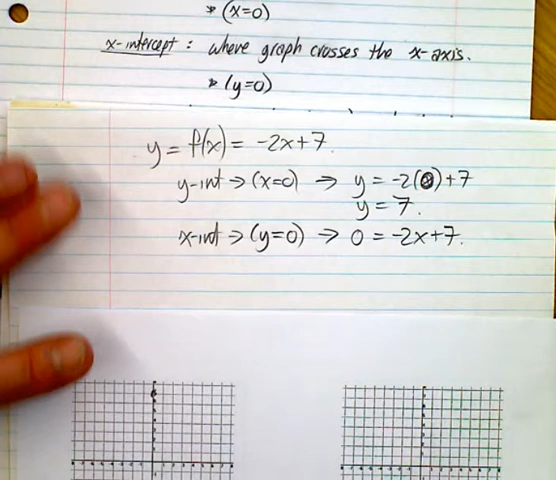 * (x=0)
x-intercept : where graph crosses the x-axis.
* (y=0)
y = f(x) = -2x+7.
y-int → (x=0) → y = -2(0)+7
y = 7.
x-int → (y=0) → 0 = -2x+7.